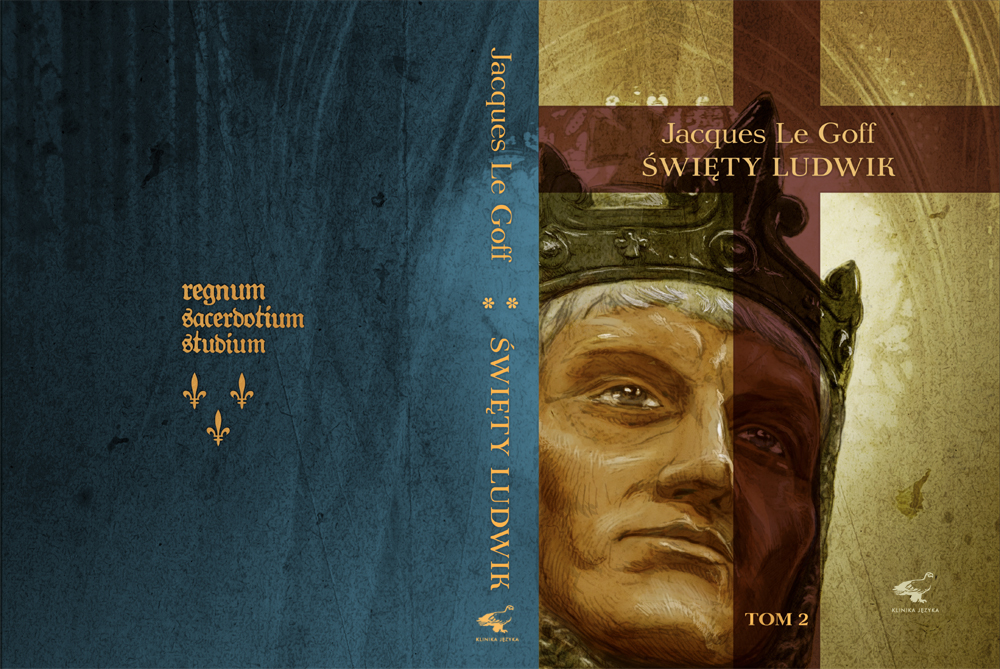 regnum
sacerdotium
studium
Jacques Le Goff ** ŚWIĘTY LUDWIK
KLINIKA JĘZYKA
Jacques Le Goff
ŚWIĘTY LUDWIK
TOM 2
KLINIKA JĘZYKA